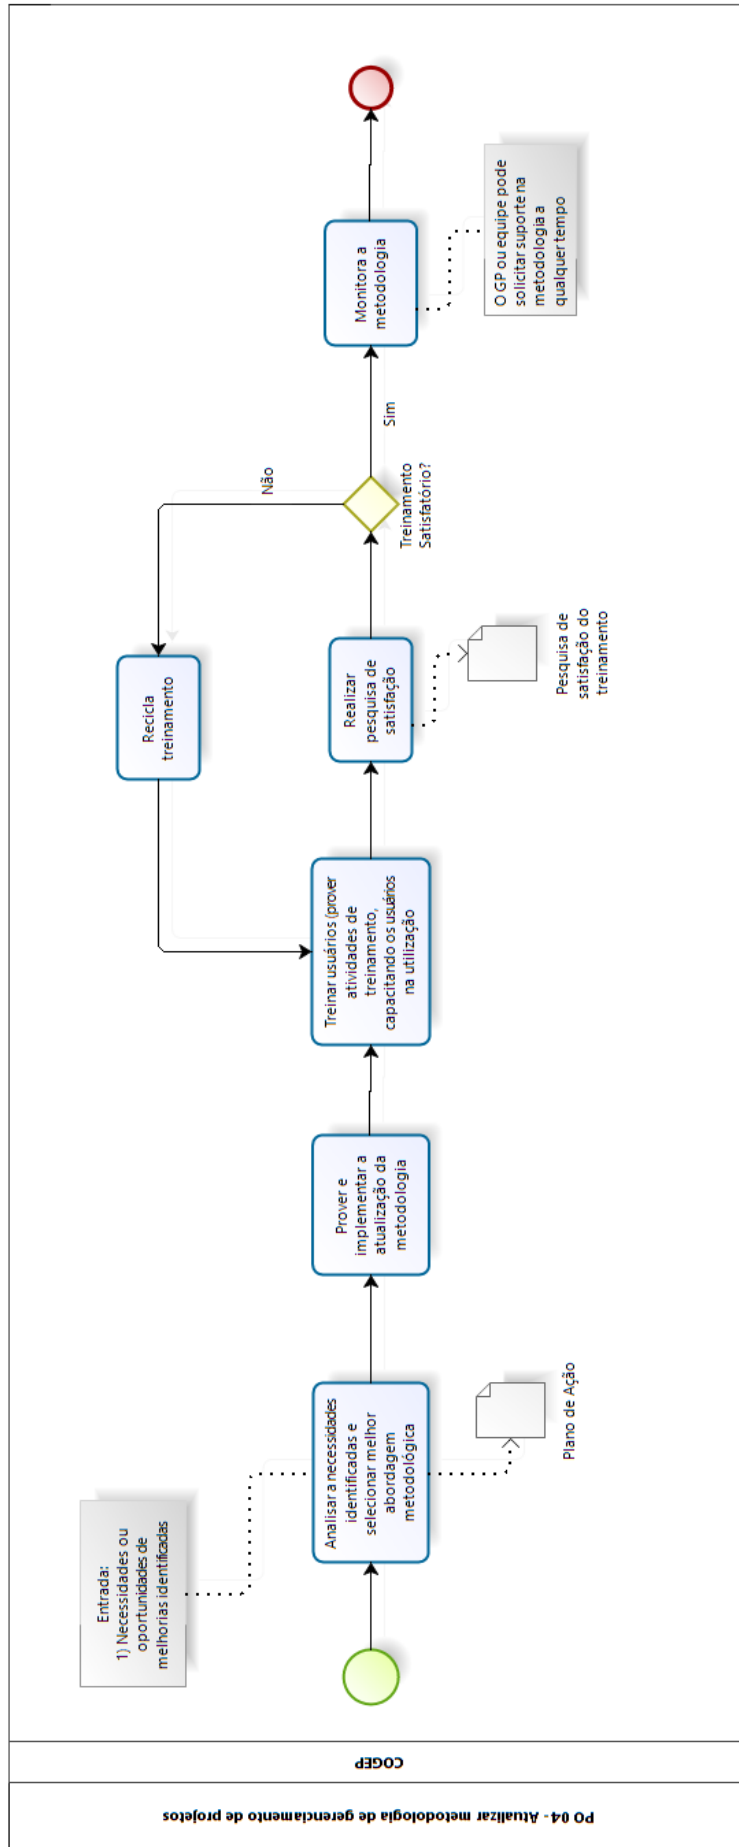 PO 04 - Atualizar metodologia de gerenciamento de projetos
COGEP
Entrada:
1) Necessidades ou
oportunidades de
melhorias identificadas
Analisar a necessidades
identificadas e
selecionar melhor
abordagem
metodológica
Plano de Ação
Prover e
implementar a
atualização da
metodologia
Treinar usuários (prover
atividades de
treinamento,
capacitando os usuários
na utilização
Recicla
treinamento
Realizar
pesquisa de
satisfação
Pesquisa de
satisfação do
treinamento
Treinamento
Satisfatório?
Não
Sim
Monitora a
metodologia
O GP ou equipe pode
solicitar suporte na
metodologia a
qualquer tempo